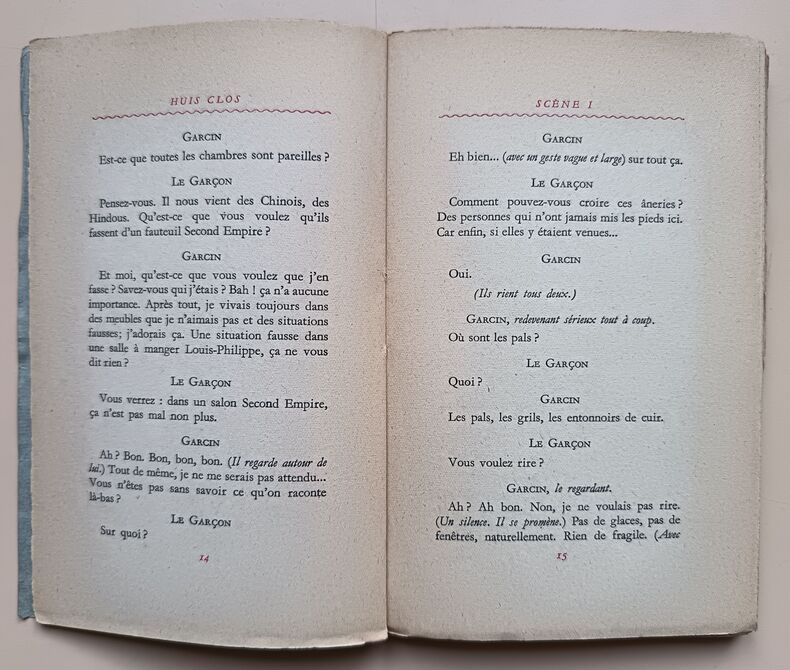 HUIS CLOS
GARCIN
Est-ce que toutes les chambres sont pareilles ?
LE GARÇON
Pensez-vous. Il nous vient des Chinois, des
Hindous. Qu'est-ce que vous voulez qu'ils
fassent d'un fauteuil Second Empire ?
GARCIN
Et moi, qu'est-ce que vous voulez que j'en
fasse ? Savez-vous qui j'étais ? Bah ! ça n'a aucune
importance. Après tout, je vivais toujours dans
des meubles que je n'aimais pas et des situations
fausses; j'adorais ça. Une situation fausse dans
une salle à manger Louis-Philippe, ça ne vous
dit rien ?
LE GARÇON
Vous verrez : dans un salon Second Empire,
ça n'est pas mal non plus.
GARCIN
Ah ? Bon. Bon, bon, bon. (Il regarde autour de
lui.) Tout de même, je ne me serais pas attendu...
Vous n'êtes pas sans savoir ce qu'on raconte
là-bas ?
LE GARÇON
Sur quoi ?
14
SCÈNE I
GARCIN
Eh bien... (avec un geste vague et large) sur tout ça.
LE GARÇON
Comment pouvez-vous croire ces âneries ?
Des personnes qui n'ont jamais mis les pieds ici.
Car enfin, si elles y étaient venues...
GARCIN
Oui.
(Ils rient tous deux.)
GARCIN, redevenant sérieux tout à coup.
Où sont les pals ?
LE GARÇON
Quoi ?
GARCIN
Les pals, les grils, les entonnoirs de cuir.
LE GARÇON
Vous voulez rire ?
GARCIN, le regardant.
Ah ? Ah bon. Non, je ne voulais pas rire.
(Un silence. Il se promène.) Pas de glaces, pas de
fenêtres, naturellement. Rien de fragile. (Avec
15